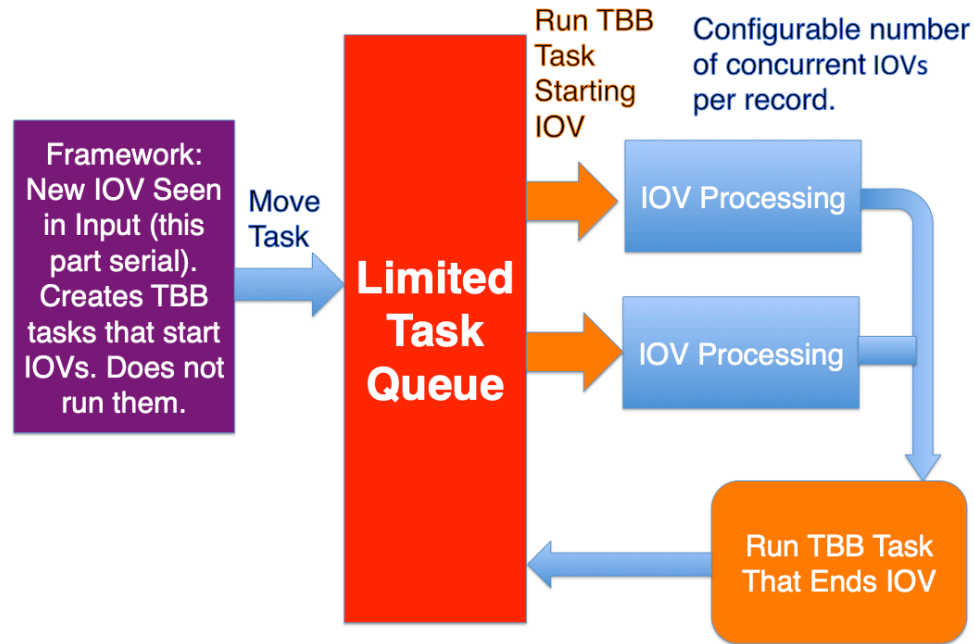 Framework:
New IOV Seen
in Input (this
part serial).
Creates TBB
tasks that start
IOVs. Does not
run them.
Move
Task
Limited
Task
Queue
Run TBB
Task
Starting
IOV
Configurable number
of concurrent IOVs
per record.
IOV Processing
IOV Processing
Run TBB Task
That Ends IOV